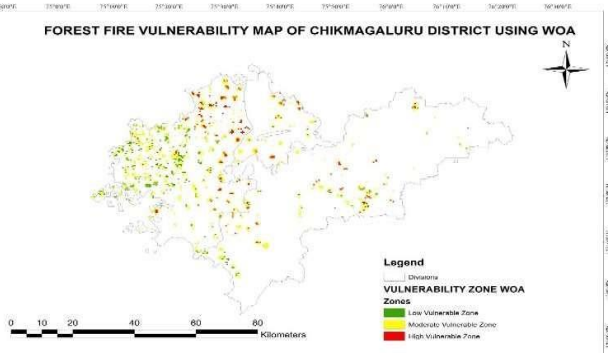 FOREST FIRE VULNERABILITY MAP OF CHIKMAGALURU DISTRICT USING WOA
N
Legend
Divisions
VULNERABILITY ZONE WOA
Zones
Low Vulnerable Zone
Moderate Vulnerable Zone
High Vulnerable Zone
0 10 20 40 60 80
Kilometers